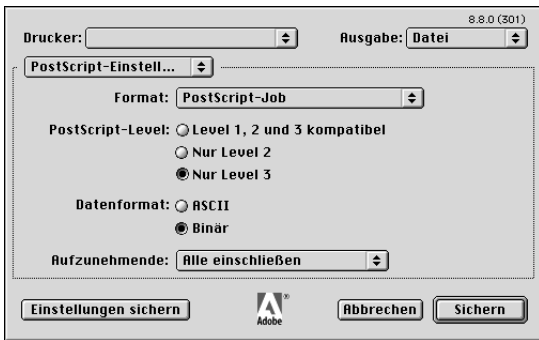 8.8.0 (301)
Drucker: Ausgabe: Datei
PostScript-Einstell...
Format: PostScript-Job
PostScript-Level: Level 1, 2 und 3 kompatibel
Nur Level 2
Nur Level 3
Datenformat: ASCII
Binär
Aufzunehmende: Alle einschließen
Einstellungen sichern Adobe Abbrechen Sichern